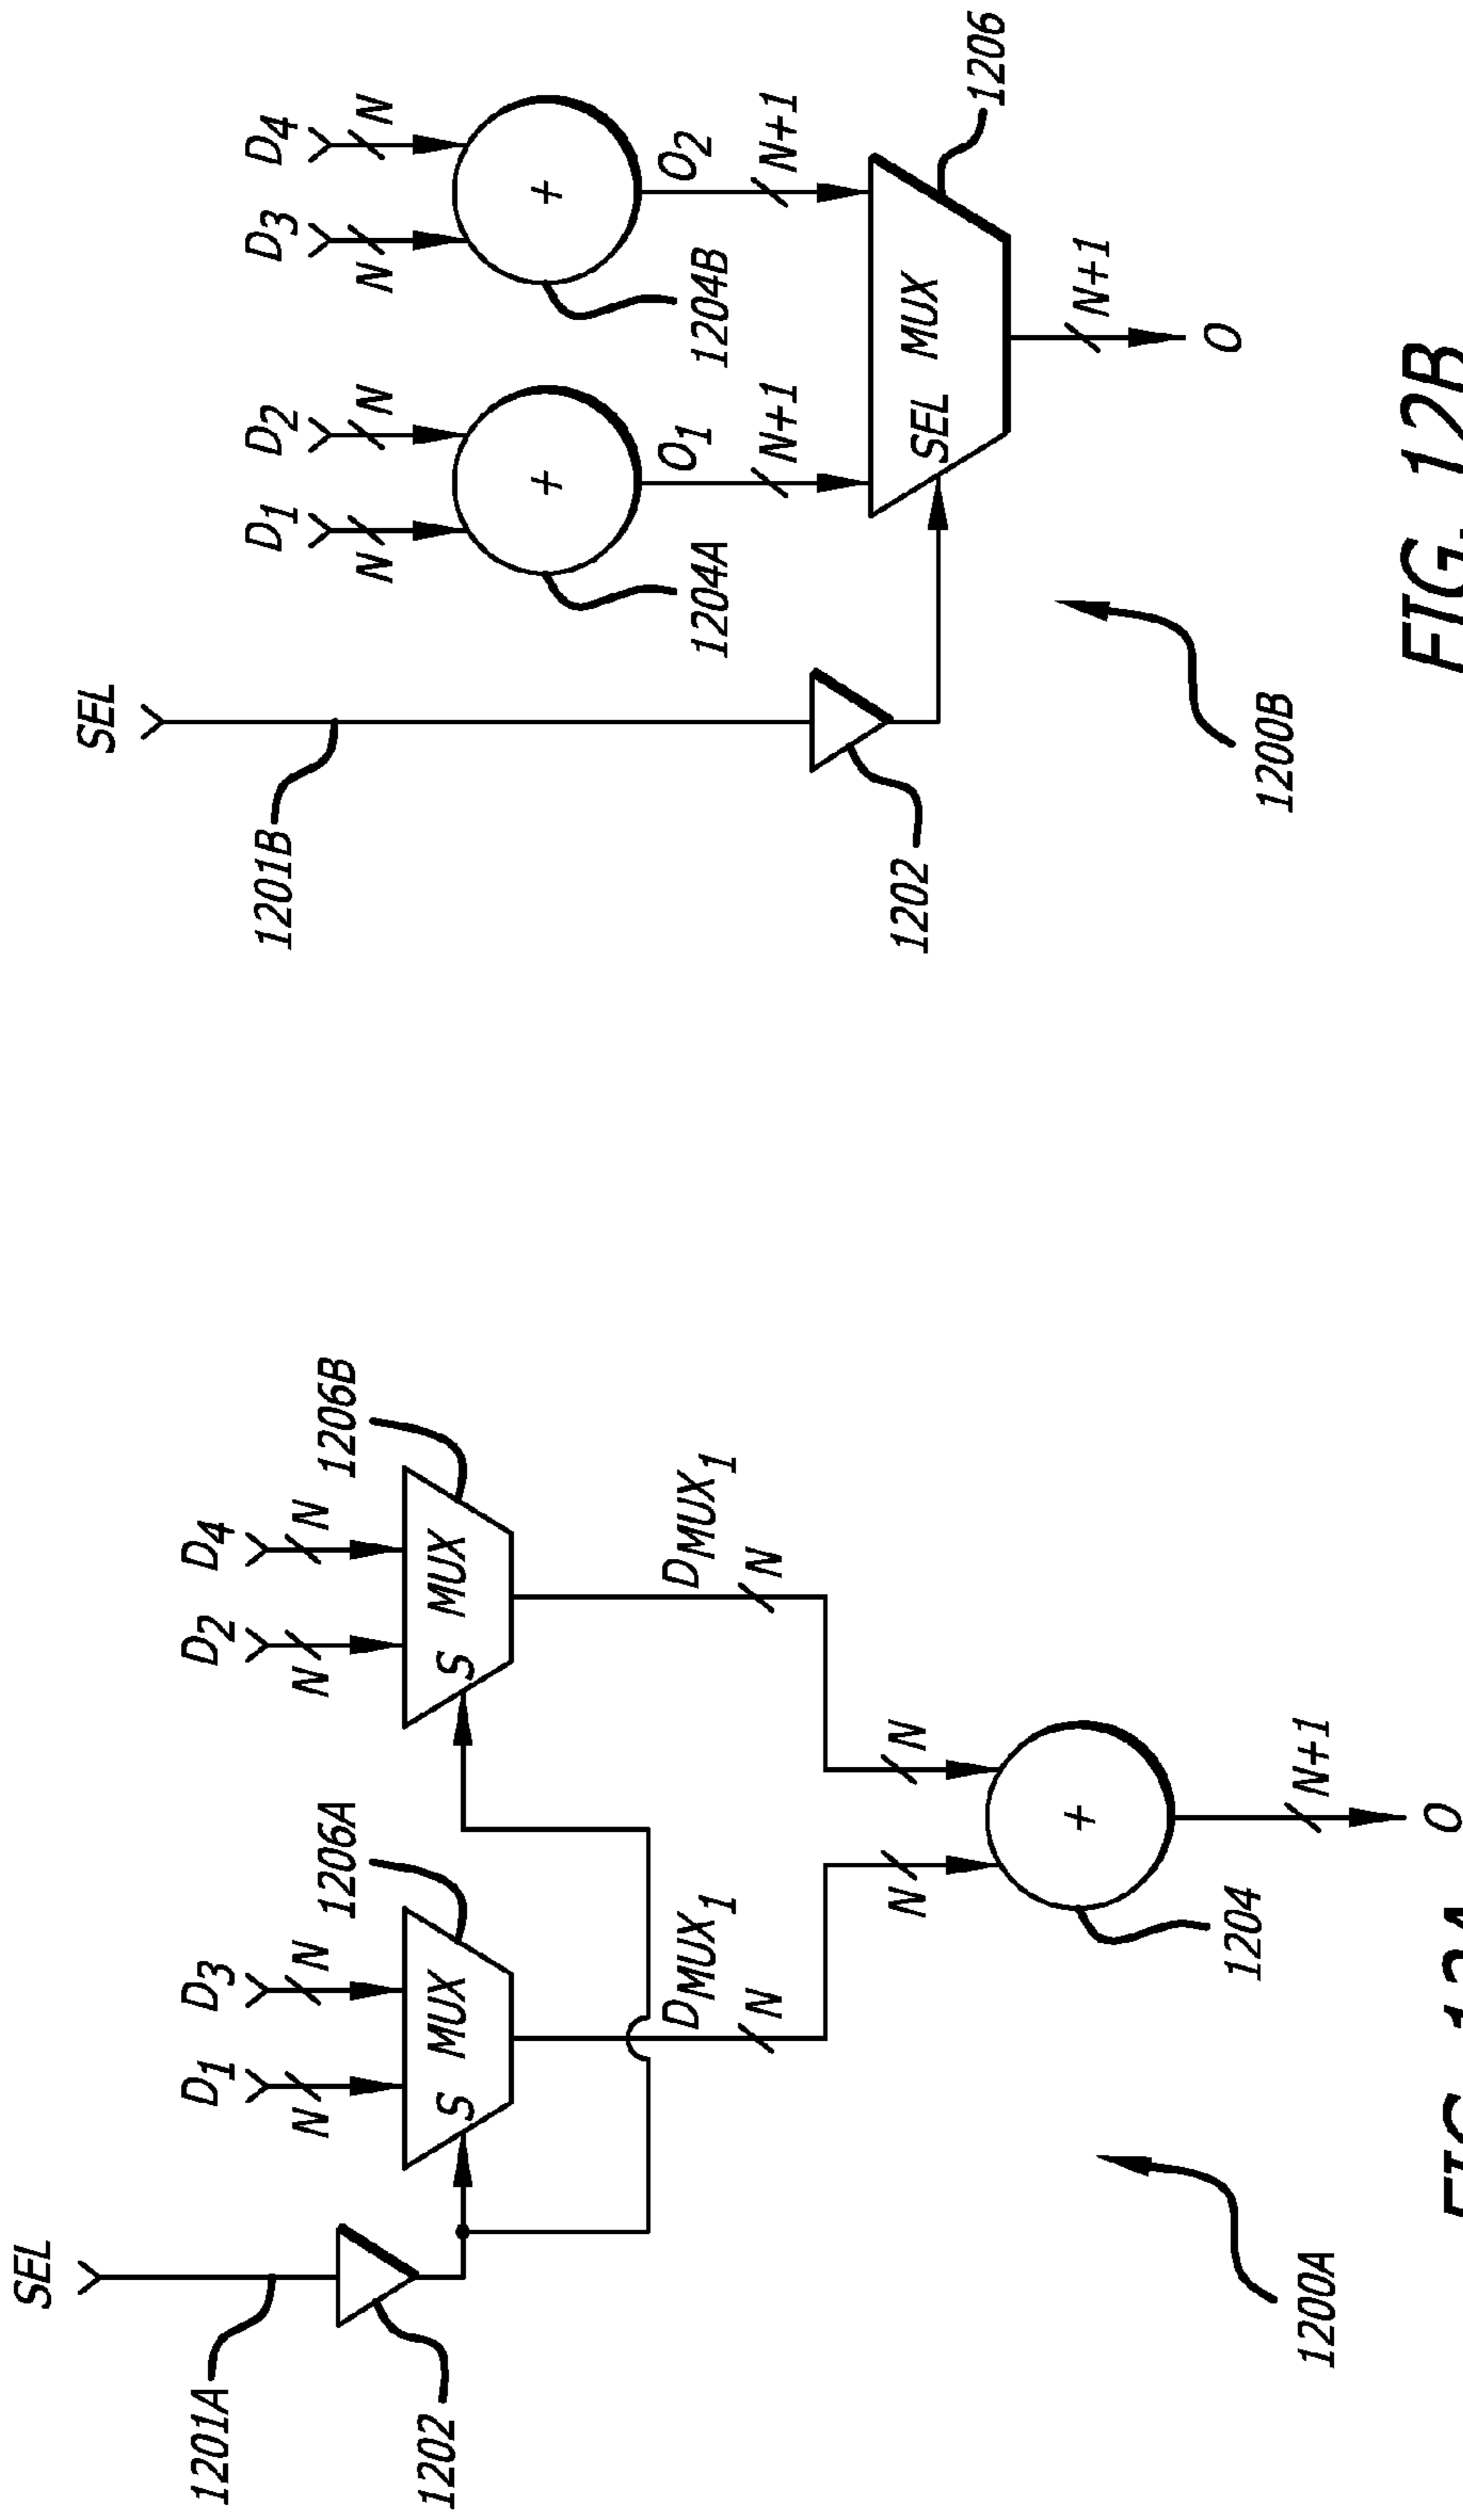 SEL
1201A
1202
D1 D3
N N
1206A
S MUX
D2 D4
N N
1206B
S MUX
DMUX1
N
DMUX1
N
N N
+
1204
N+1
O
1200A
SEL
1201B
1202
D1 D2
N N
+
1204A
O1
N+1
D3 D4
N N
+
1204B
O2
N+1
SEL MUX
1206
N+1
O
1200B
FIG. 12B